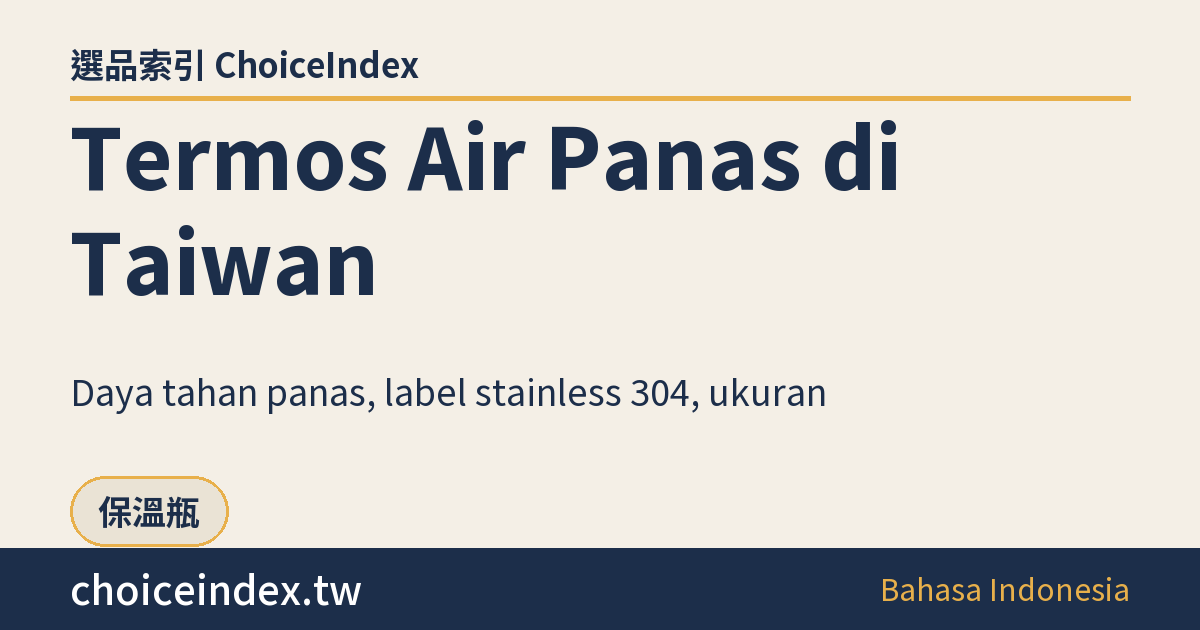 選品索引 ChoiceIndex
Termos Air Panas di
Taiwan
Daya tahan panas, label stainless 304, ukuran
保溫瓶
choiceindex.tw
Bahasa Indonesia